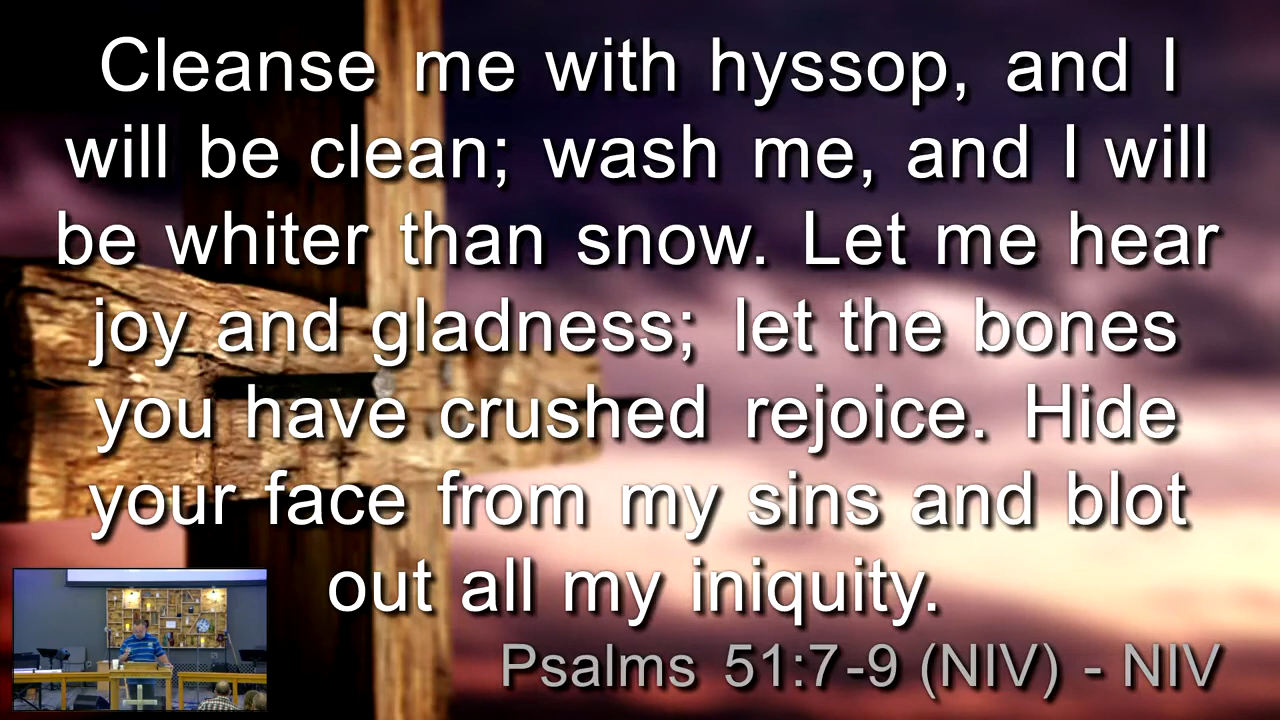 Cleanse me with hyssop, and I
will be clean; wash me, and I will
be whiter than snow. Let me hear
joy and gladness; let the bones
you have crushed rejoice. Hide
your face from my sins and blot
out all my iniquity.
Psalms 51:7-9 (NIV) - NIV